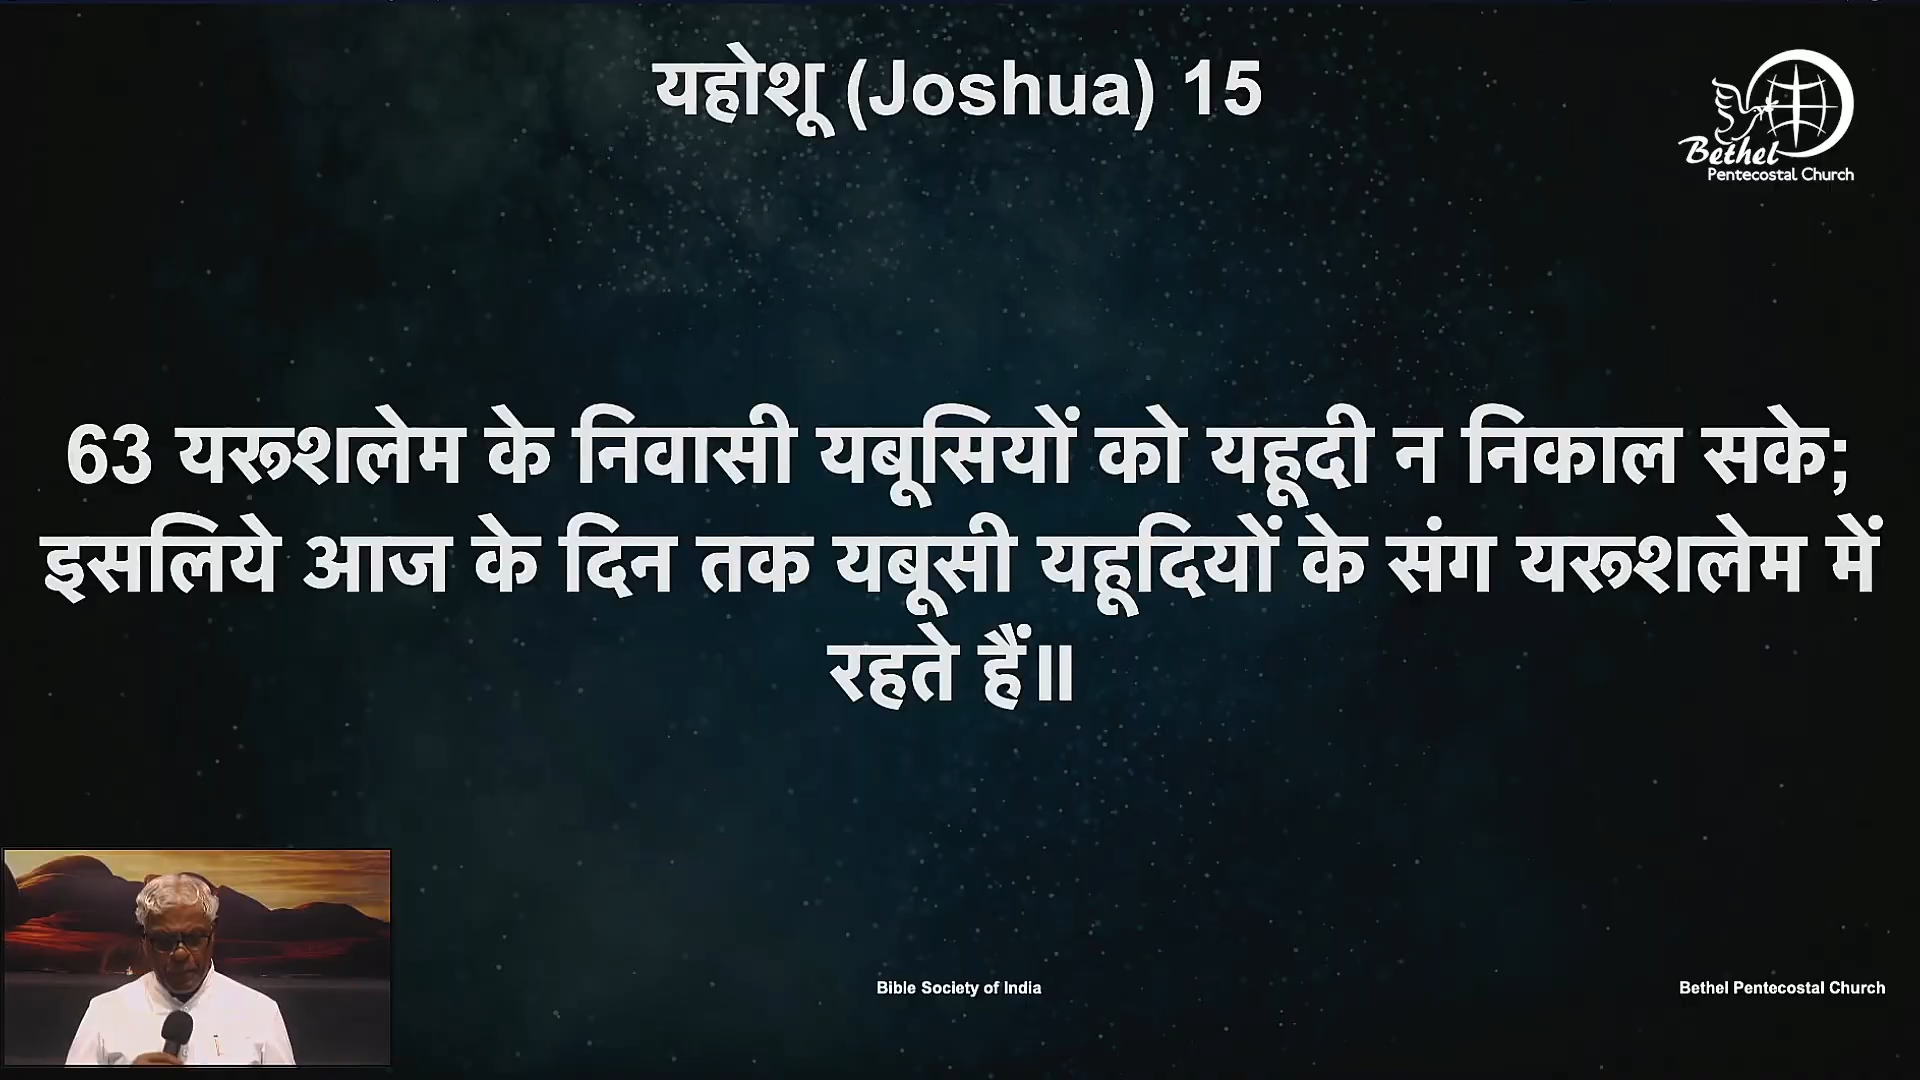 यहोशू (Joshua) 15
Bethel
Pentecostal Church
63 यरूशलेम के निवासी यबूसियों को यहूदी न निकाल सके;
इसलिये आज के दिन तक यबूसी यहूदियों के संग यरूशलेम में
रहते हैं॥
Bible Society of India
Bethel Pentecostal Church